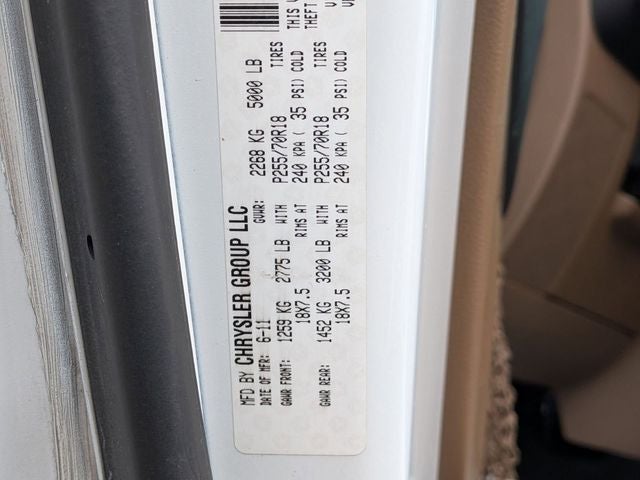 MFD BY CHRYSLER GROUP LLC
DATE OF MFR: 6-11 GVWR: 2268 KG 5000 LB
GAWR FRONT: 1259 KG 2775 LB WITH P255/70R18 TIRES
18X7.5 RIMS AT 240 KPA ( 35 PSI) COLD
GAWR REAR: 1452 KG 3200 LB WITH P255/70R18 TIRES
18X7.5 RIMS AT 240 KPA ( 35 PSI) COLD
THIS
THEFT